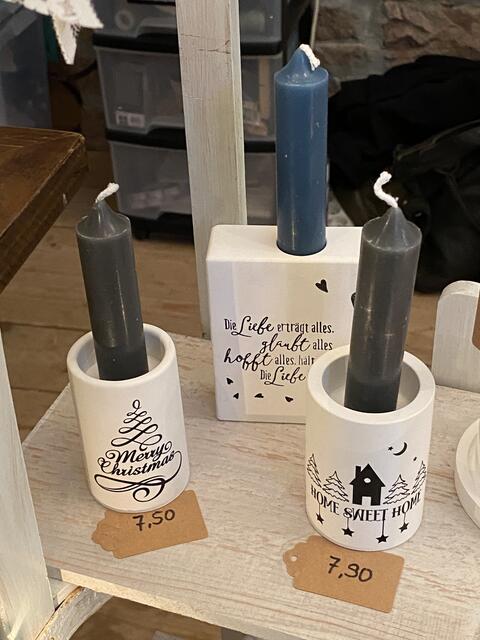 Die Liebe erträgt alles,
glaubt alles
hofft alles, hält
Die Liebe
Merry
Christmas
HOME SWEET HOME
7,50
7,90